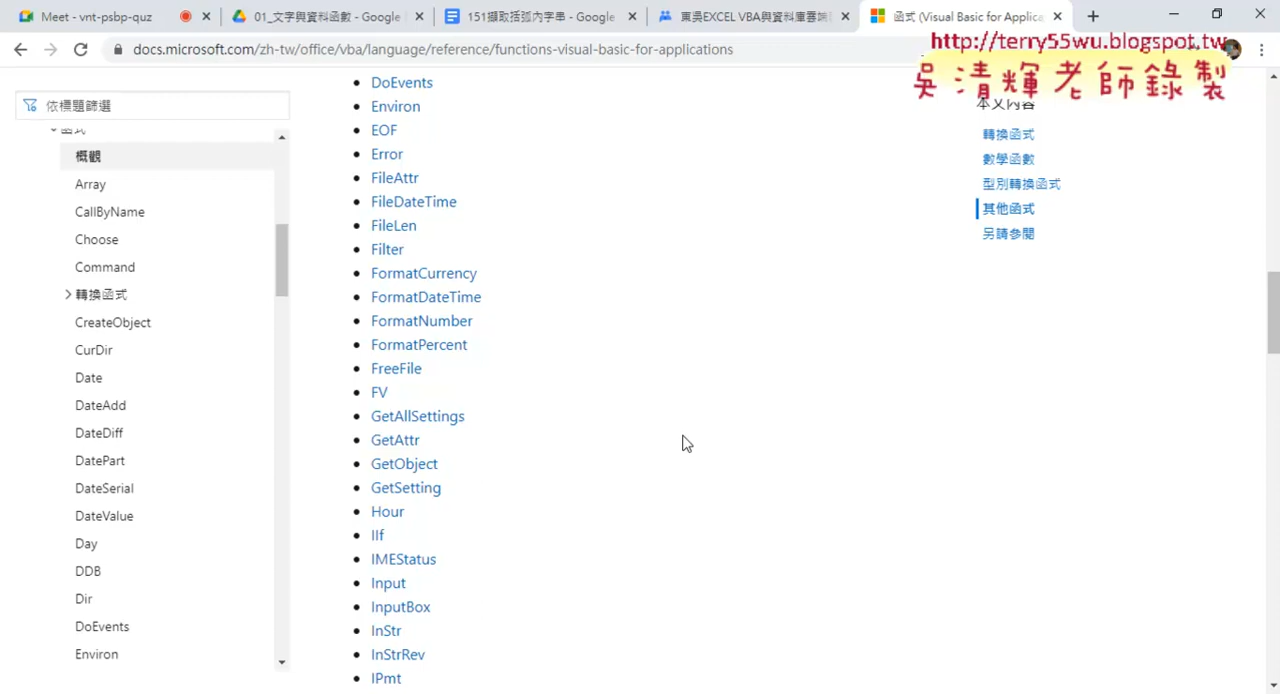 Meet - vnt-psbp-quz
01_文字與資料函數 - Google
151擷取括弧內字串 - Google
東吳EXCEL VBA與資料庫雲端
函式 (Visual Basic for Applica
docs.microsoft.com/zh-tw/office/vba/language/reference/functions-visual-basic-for-applications
http://terry55wu.blogspot.tw
吳清輝老師錄製
依標題篩選
函式
概觀
Array
CallByName
Choose
Command
轉換函式
CreateObject
CurDir
Date
DateAdd
DateDiff
DatePart
DateSerial
DateValue
Day
DDB
Dir
DoEvents
Environ
DoEvents
Environ
EOF
Error
FileAttr
FileDateTime
FileLen
Filter
FormatCurrency
FormatDateTime
FormatNumber
FormatPercent
FreeFile
FV
GetAllSettings
GetAttr
GetObject
GetSetting
Hour
IIf
IMEStatus
Input
InputBox
InStr
InStrRev
IPmt
本文內容
轉換函式
數學函數
型別轉換函式
其他函式
另請參閱